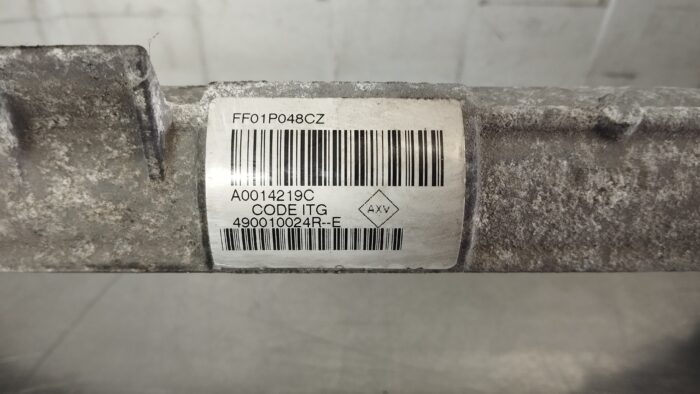 FF01P048CZ
A0014219C
CODE ITG
AXV
490010024R--E